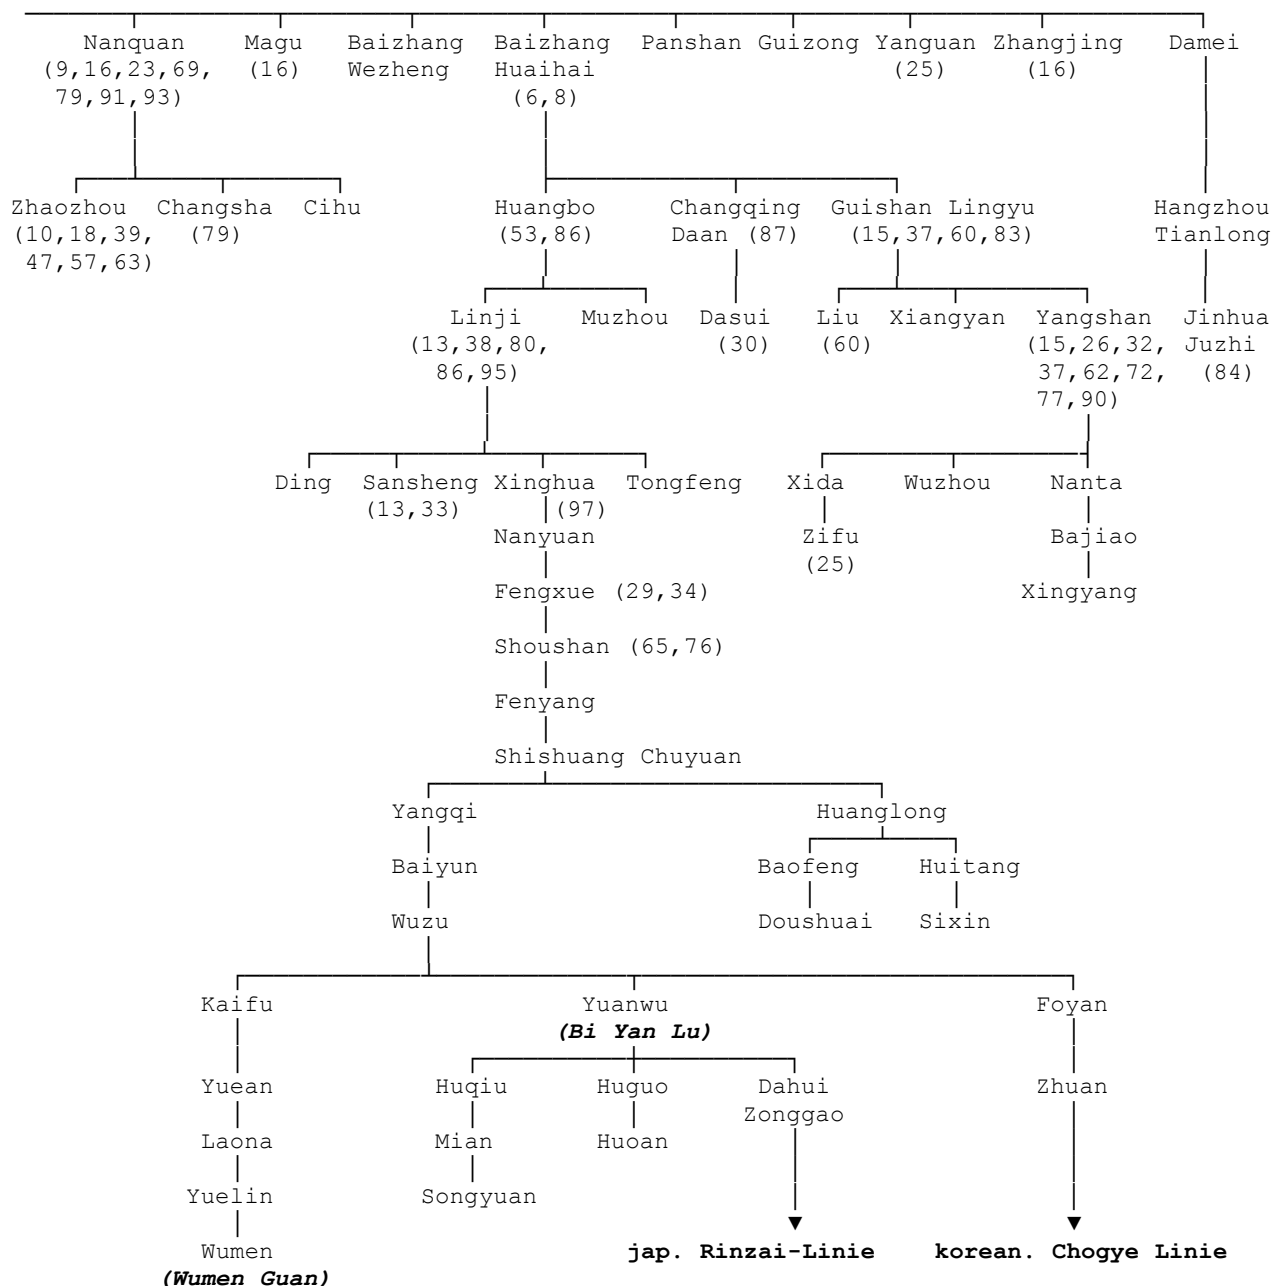 Nanquan Magu Baizhang Baizhang Panshan Guizong Yanguan Zhangjing Damei
(9,16,23,69, (16) Wezheng Huaihai (25) (16)
79,91,93) (6,8)
Zhaozhou Changsha Cihu Huangbo Changqing Guishan Lingyu Hangzhou
(10,18,39, (79) (53,86) Daan (87) (15,37,60,83) Tianlong
47,57,63)
Linji Muzhou Dasui Liu Xiangyan Yangshan Jinhua
(13,38,80, (30) (60) (15,26,32, Juzhi
86,95) 37,62,72, (84)
77,90)
Ding Sansheng Xinghua Tongfeng Xida Wuzhou Nanta
(13,33) (97)
Nanyuan Zifu Bajiao
(25)
Fengxue (29,34) Xingyang
Shoushan (65,76)
Fenyang
Shishuang Chuyuan
Yangqi Huanglong
Baiyun Baofeng Huitang
Wuzu Doushuai Sixin
Kaifu Yuanwu Foyan
(Bi Yan Lu)
Yuean Huqiu Huguo Dahui Zhuan
Zonggao
Laona Mian Huoan
Yuelin Songyuan
Wumen jap. Rinzai-Linie korean. Chogye Linie
(Wumen Guan)